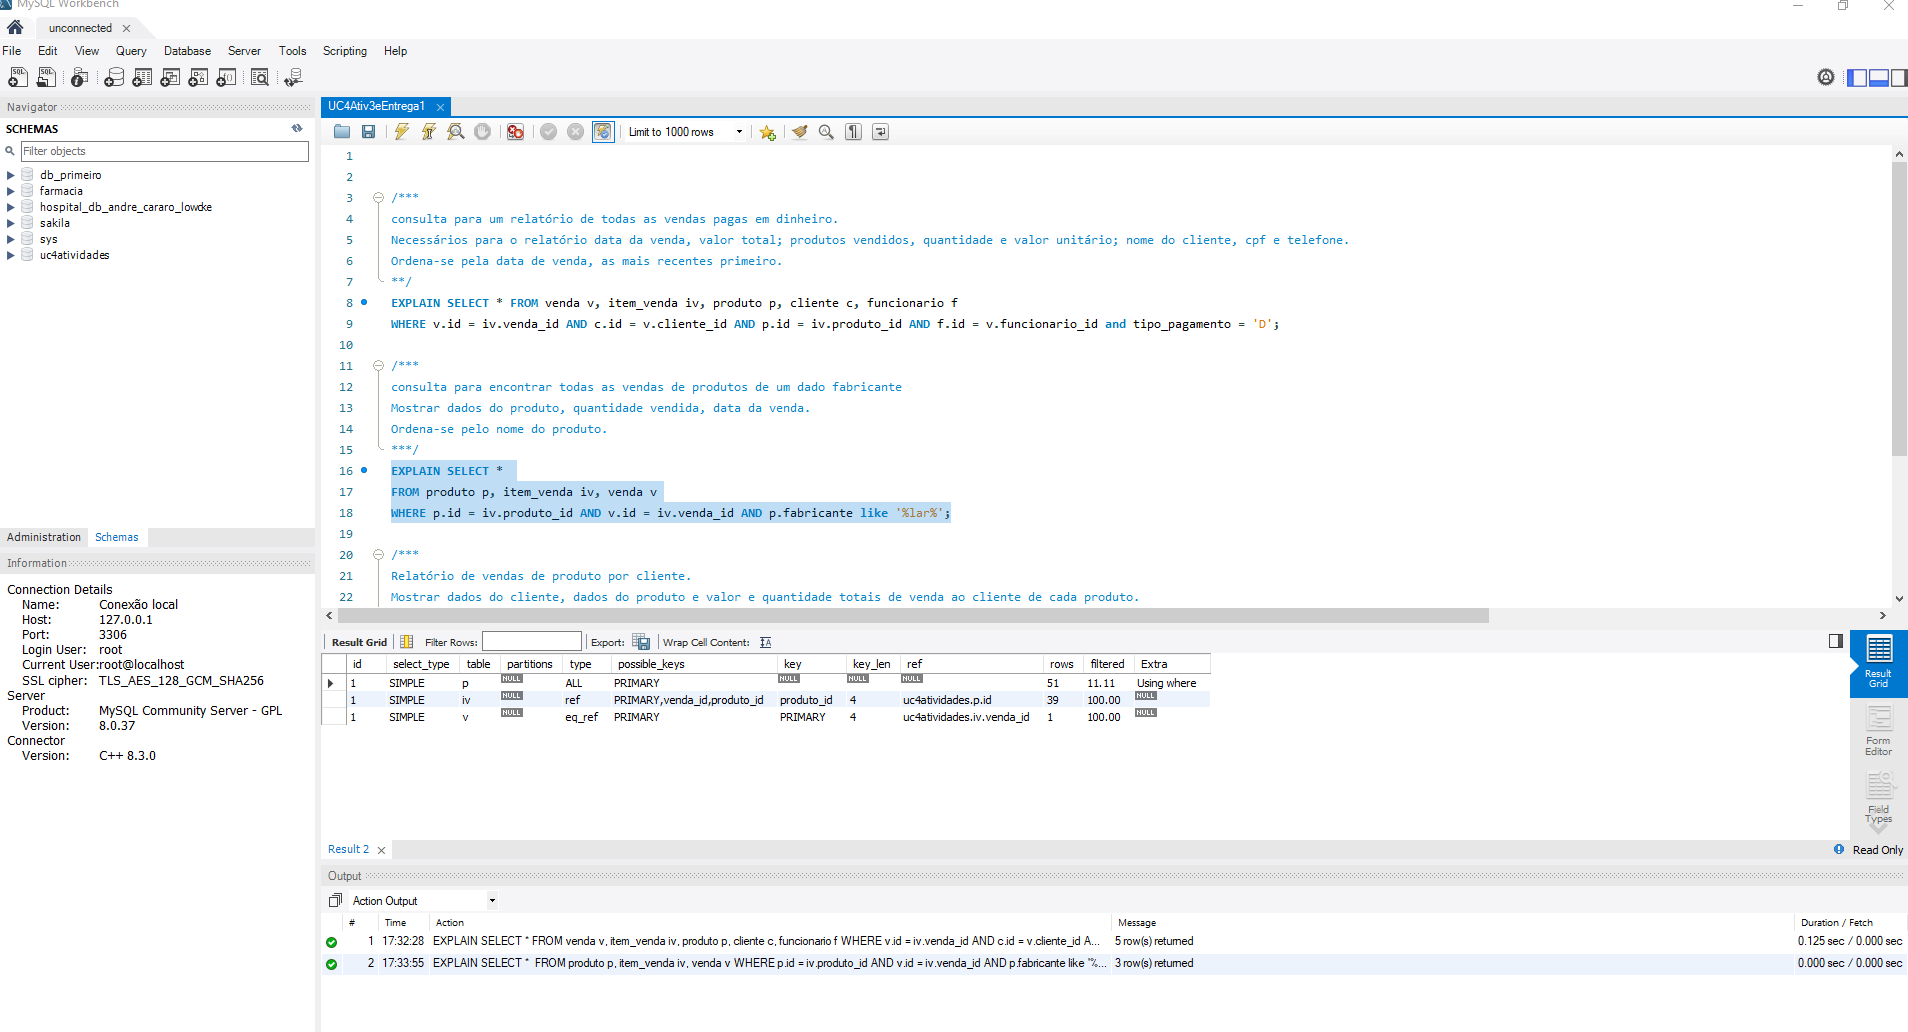 MySQL Workbench
unconnected
File Edit View Query Database Server Tools Scripting Help
Navigator
SCHEMAS
Filter objects
db_primeiro
farmacia
hospital_db_andre_cararo_lowcke
sakila
sys
uc4atividades
Administration Schemas
Information
Connection Details
Name: Conexão local
Host: 127.0.0.1
Port: 3306
Login User: root
Current User:root@localhost
SSL cipher: TLS_AES_128_GCM_SHA256
Server
Product: MySQL Community Server - GPL
Version: 8.0.37
Connector
Version: C++ 8.3.0
UC4Ativ3eEntrega1
Limit to 1000 rows
1
2
3 /***
4 consulta para um relatório de todas as vendas pagas em dinheiro.
5 Necessários para o relatório data da venda, valor total; produtos vendidos, quantidade e valor unitário; nome do cliente, cpf e telefone.
6 Ordena-se pela data de venda, as mais recentes primeiro.
7 **/
8 EXPLAIN SELECT * FROM venda v, item_venda iv, produto p, cliente c, funcionario f
9 WHERE v.id = iv.venda_id AND c.id = v.cliente_id AND p.id = iv.produto_id AND f.id = v.funcionario_id and tipo_pagamento = 'D';
10
11 /***
12 consulta para encontrar todas as vendas de produtos de um dado fabricante
13 Mostrar dados do produto, quantidade vendida, data da venda.
14 Ordena-se pelo nome do produto.
15 ***/
16 EXPLAIN SELECT *
17 FROM produto p, item_venda iv, venda v
18 WHERE p.id = iv.produto_id AND v.id = iv.venda_id AND p.fabricante like '%lar%';
19
20 /***
21 Relatório de vendas de produto por cliente.
22 Mostrar dados do cliente, dados do produto e valor e quantidade totais de venda ao cliente de cada produto.
Result Grid Filter Rows: Export: Wrap Cell Content:
id select_type table partitions type possible_keys key key_len ref rows filtered Extra
1 SIMPLE p NULL ALL PRIMARY NULL NULL NULL 51 11.11 Using where
1 SIMPLE iv NULL ref PRIMARY,venda_id,produto_id produto_id 4 uc4atividades.p.id 39 100.00 NULL
1 SIMPLE v NULL eq_ref PRIMARY PRIMARY 4 uc4atividades.iv.venda_id 1 100.00 NULL
Result
Grid
Form
Editor
Field
Types
Result 2
Read Only
Output
Action Output
# Time Action Message Duration / Fetch
1 17:32:28 EXPLAIN SELECT * FROM venda v, item_venda iv, produto p, cliente c, funcionario f WHERE v.id = iv.venda_id AND c.id = v.cliente_id A... 5 row(s) returned 0.125 sec / 0.000 sec
2 17:33:55 EXPLAIN SELECT * FROM produto p, item_venda iv, venda v WHERE p.id = iv.produto_id AND v.id = iv.venda_id AND p.fabricante like '%... 3 row(s) returned 0.000 sec / 0.000 sec